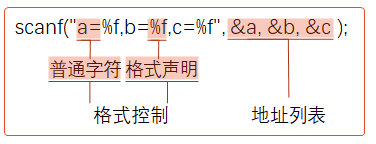 scanf("a=%f,b=%f,c=%f", &a, &b, &c );
普通字符 格式声明
格式控制 地址列表